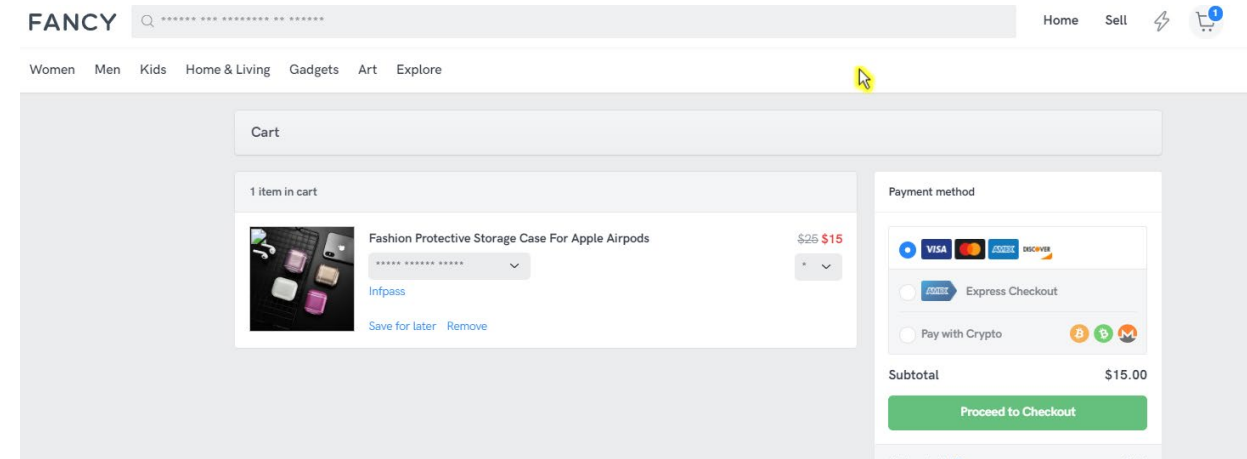 FANCY
****** *** ******** ** ******
Home Sell 1
Women Men Kids Home & Living Gadgets Art Explore
Cart
1 item in cart
Payment method
Fashion Protective Storage Case For Apple Airpods $25 $15
***** ****** ***** *
Infpass
Save for later Remove
VISA AMEX DISCOVER
AMEX Express Checkout
Pay with Crypto
Subtotal $15.00
Proceed to Checkout